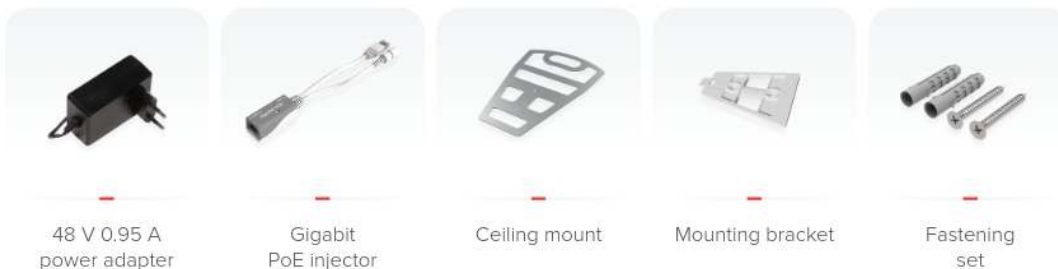 48 V 0.95 A
power adapter
Gigabit
PoE injector
Ceiling mount
Mounting bracket
Fastening
set